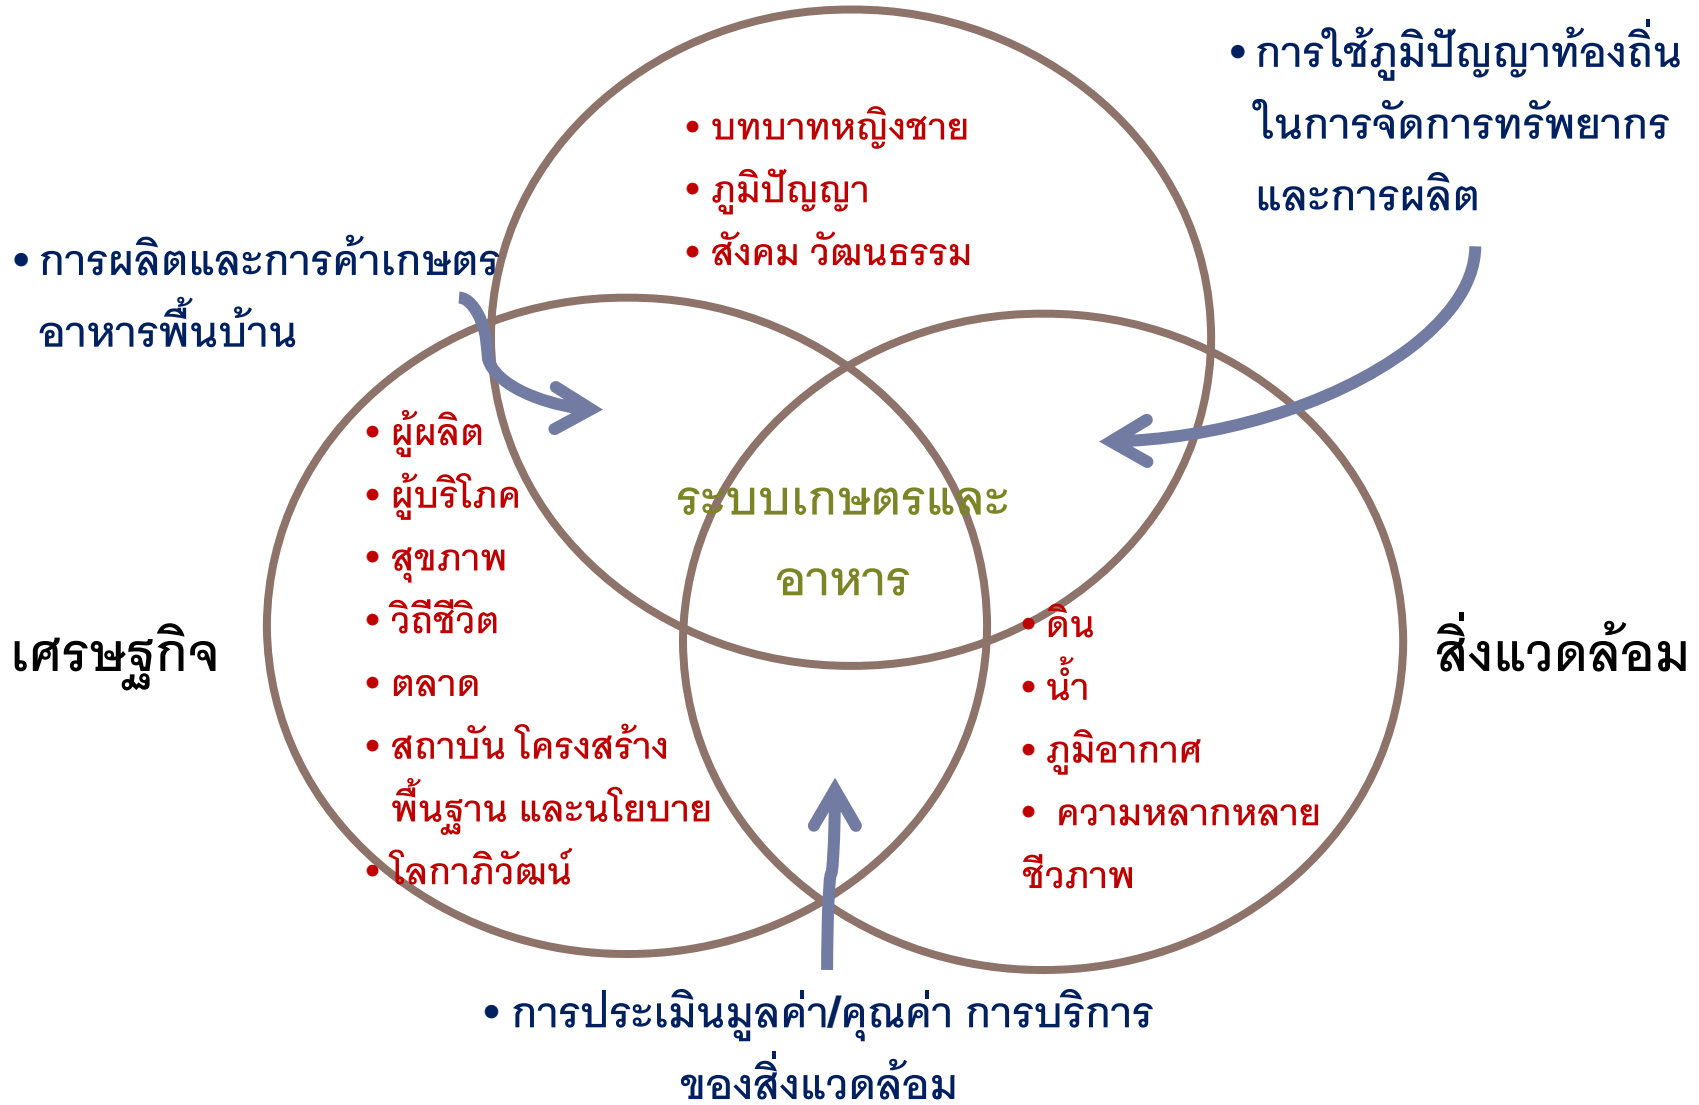 • การใช้ภูมิปัญญาท้องถิ่น
ในการจัดการทรัพยากร
และการผลิต
• บทบาทหญิงชาย
• ภูมิปัญญา
• สังคม วัฒนธรรม
• การผลิตและการค้าเกษตร
อาหารพื้นบ้าน
• ผู้ผลิต
• ผู้บริโภค
• สุขภาพ
• วิถีชีวิต
• ตลาด
• สถาบัน โครงสร้าง
พื้นฐาน และนโยบาย
• โลกาภิวัฒน์
ระบบเกษตรและ
อาหาร
เศรษฐกิจ
• ดิน
• น้ำ
• ภูมิอากาศ
• ความหลากหลาย
ชีวภาพ
สิ่งแวดล้อม
• การประเมินมูลค่า/คุณค่า การบริการ
ของสิ่งแวดล้อม